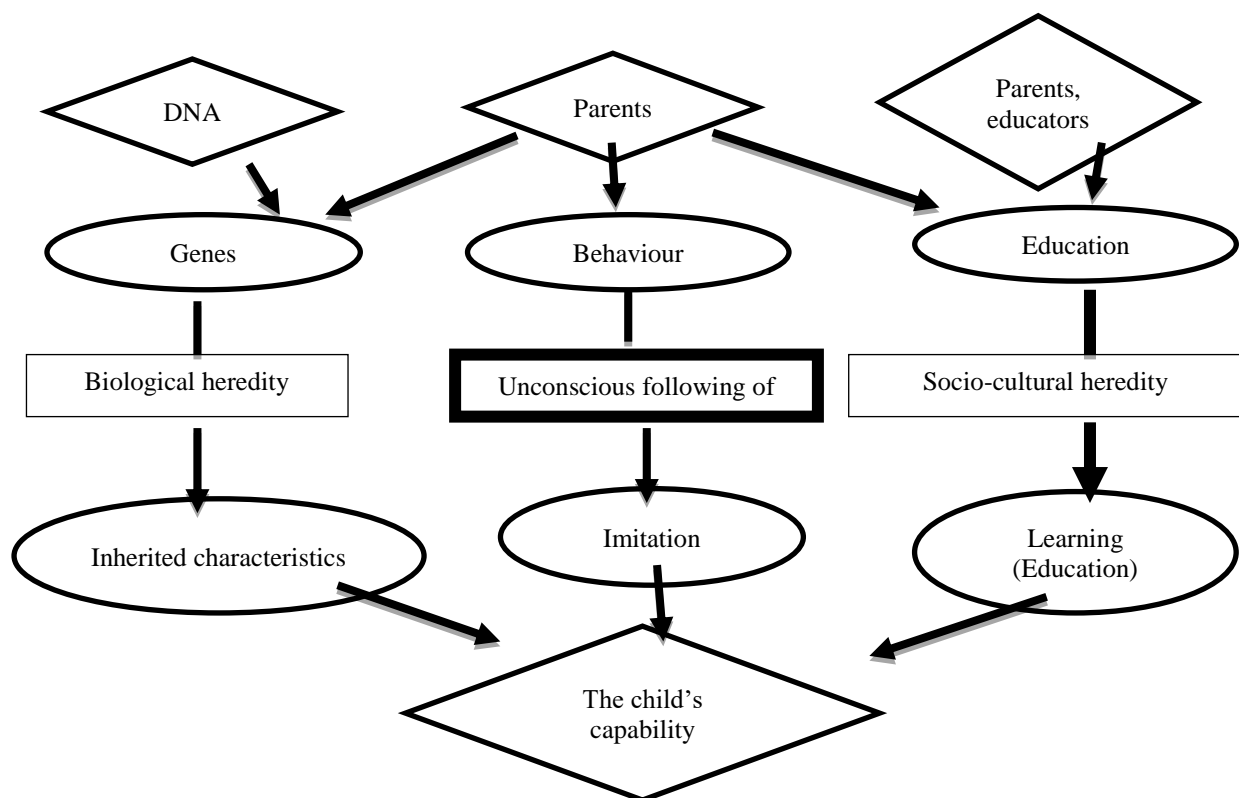 DNA
Parents
Parents,
educators
Genes
Behaviour
Education
Biological heredity
Unconscious following of
Socio-cultural heredity
Inherited characteristics
Imitation
Learning
(Education)
The child’s
capability